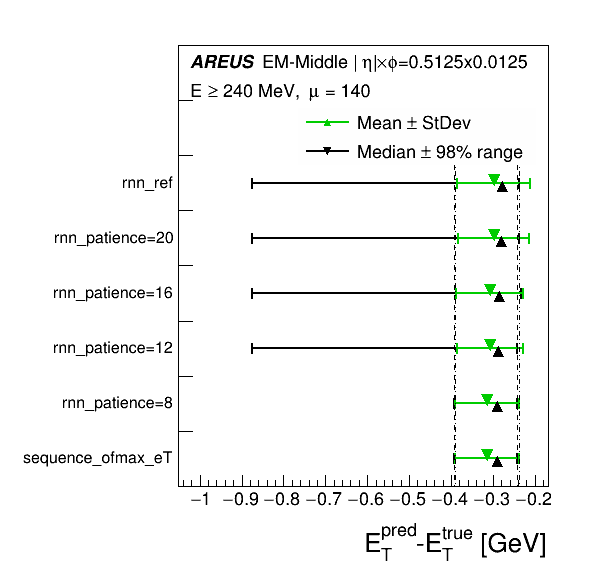 AREUS EM-Middle | η|×φ=0.5125x0.0125
E ≥ 240 MeV, μ = 140
Mean ± StDev
Median ± 98% range
rnn_ref
rnn_patience=20
rnn_patience=16
rnn_patience=12
rnn_patience=8
sequence_ofmax_eT
−1 −0.9 −0.8 −0.7 −0.6 −0.5 −0.4 −0.3 −0.2
E_T^pred-E_T^true [GeV]